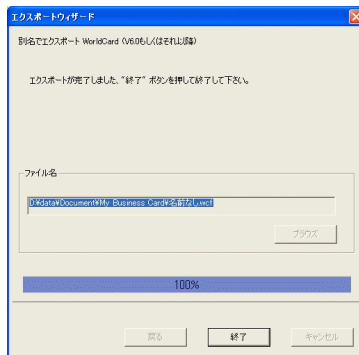 エクスポートウィザード
別名でエクスポート WorldCard (V6.0もしくはそれ以降)
エクスポートが完了しました、“終了” ボタンを押して終了して下さい。
ファイル名
D:¥data¥Document¥My Business Card¥名前なし.wcf
ブラウズ
100%
戻る
終了
キャンセル